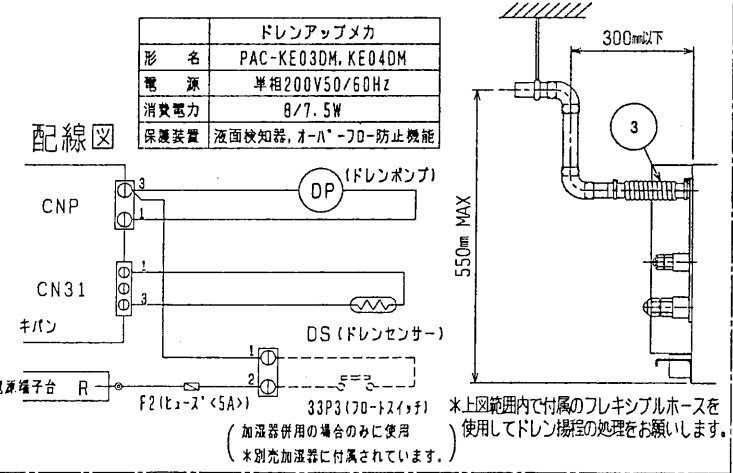 ドレンアップメカ
形 名 PAC-KE03DM, KE04DM
電 源 単相200V50/60Hz
消費電力 8/7.5W
保護装置 液面検知器,オーバーフロー防止機能
300mm以下
3
550mm MAX
配線図
CNP
3
1
DP
(ドレンポンプ)
CN31
1
3
DS(ドレンセンサー)
キバン
電源端子台 R
1
2
F2(ヒューズ<5A>)
33P3(フロートスイッチ)
(加湿器併用の場合のみに使用
*別売加湿器に付属されています。)
*上図範囲内で付属のフレキシブルホースを
使用してドレン揚程の処理をお願いします。